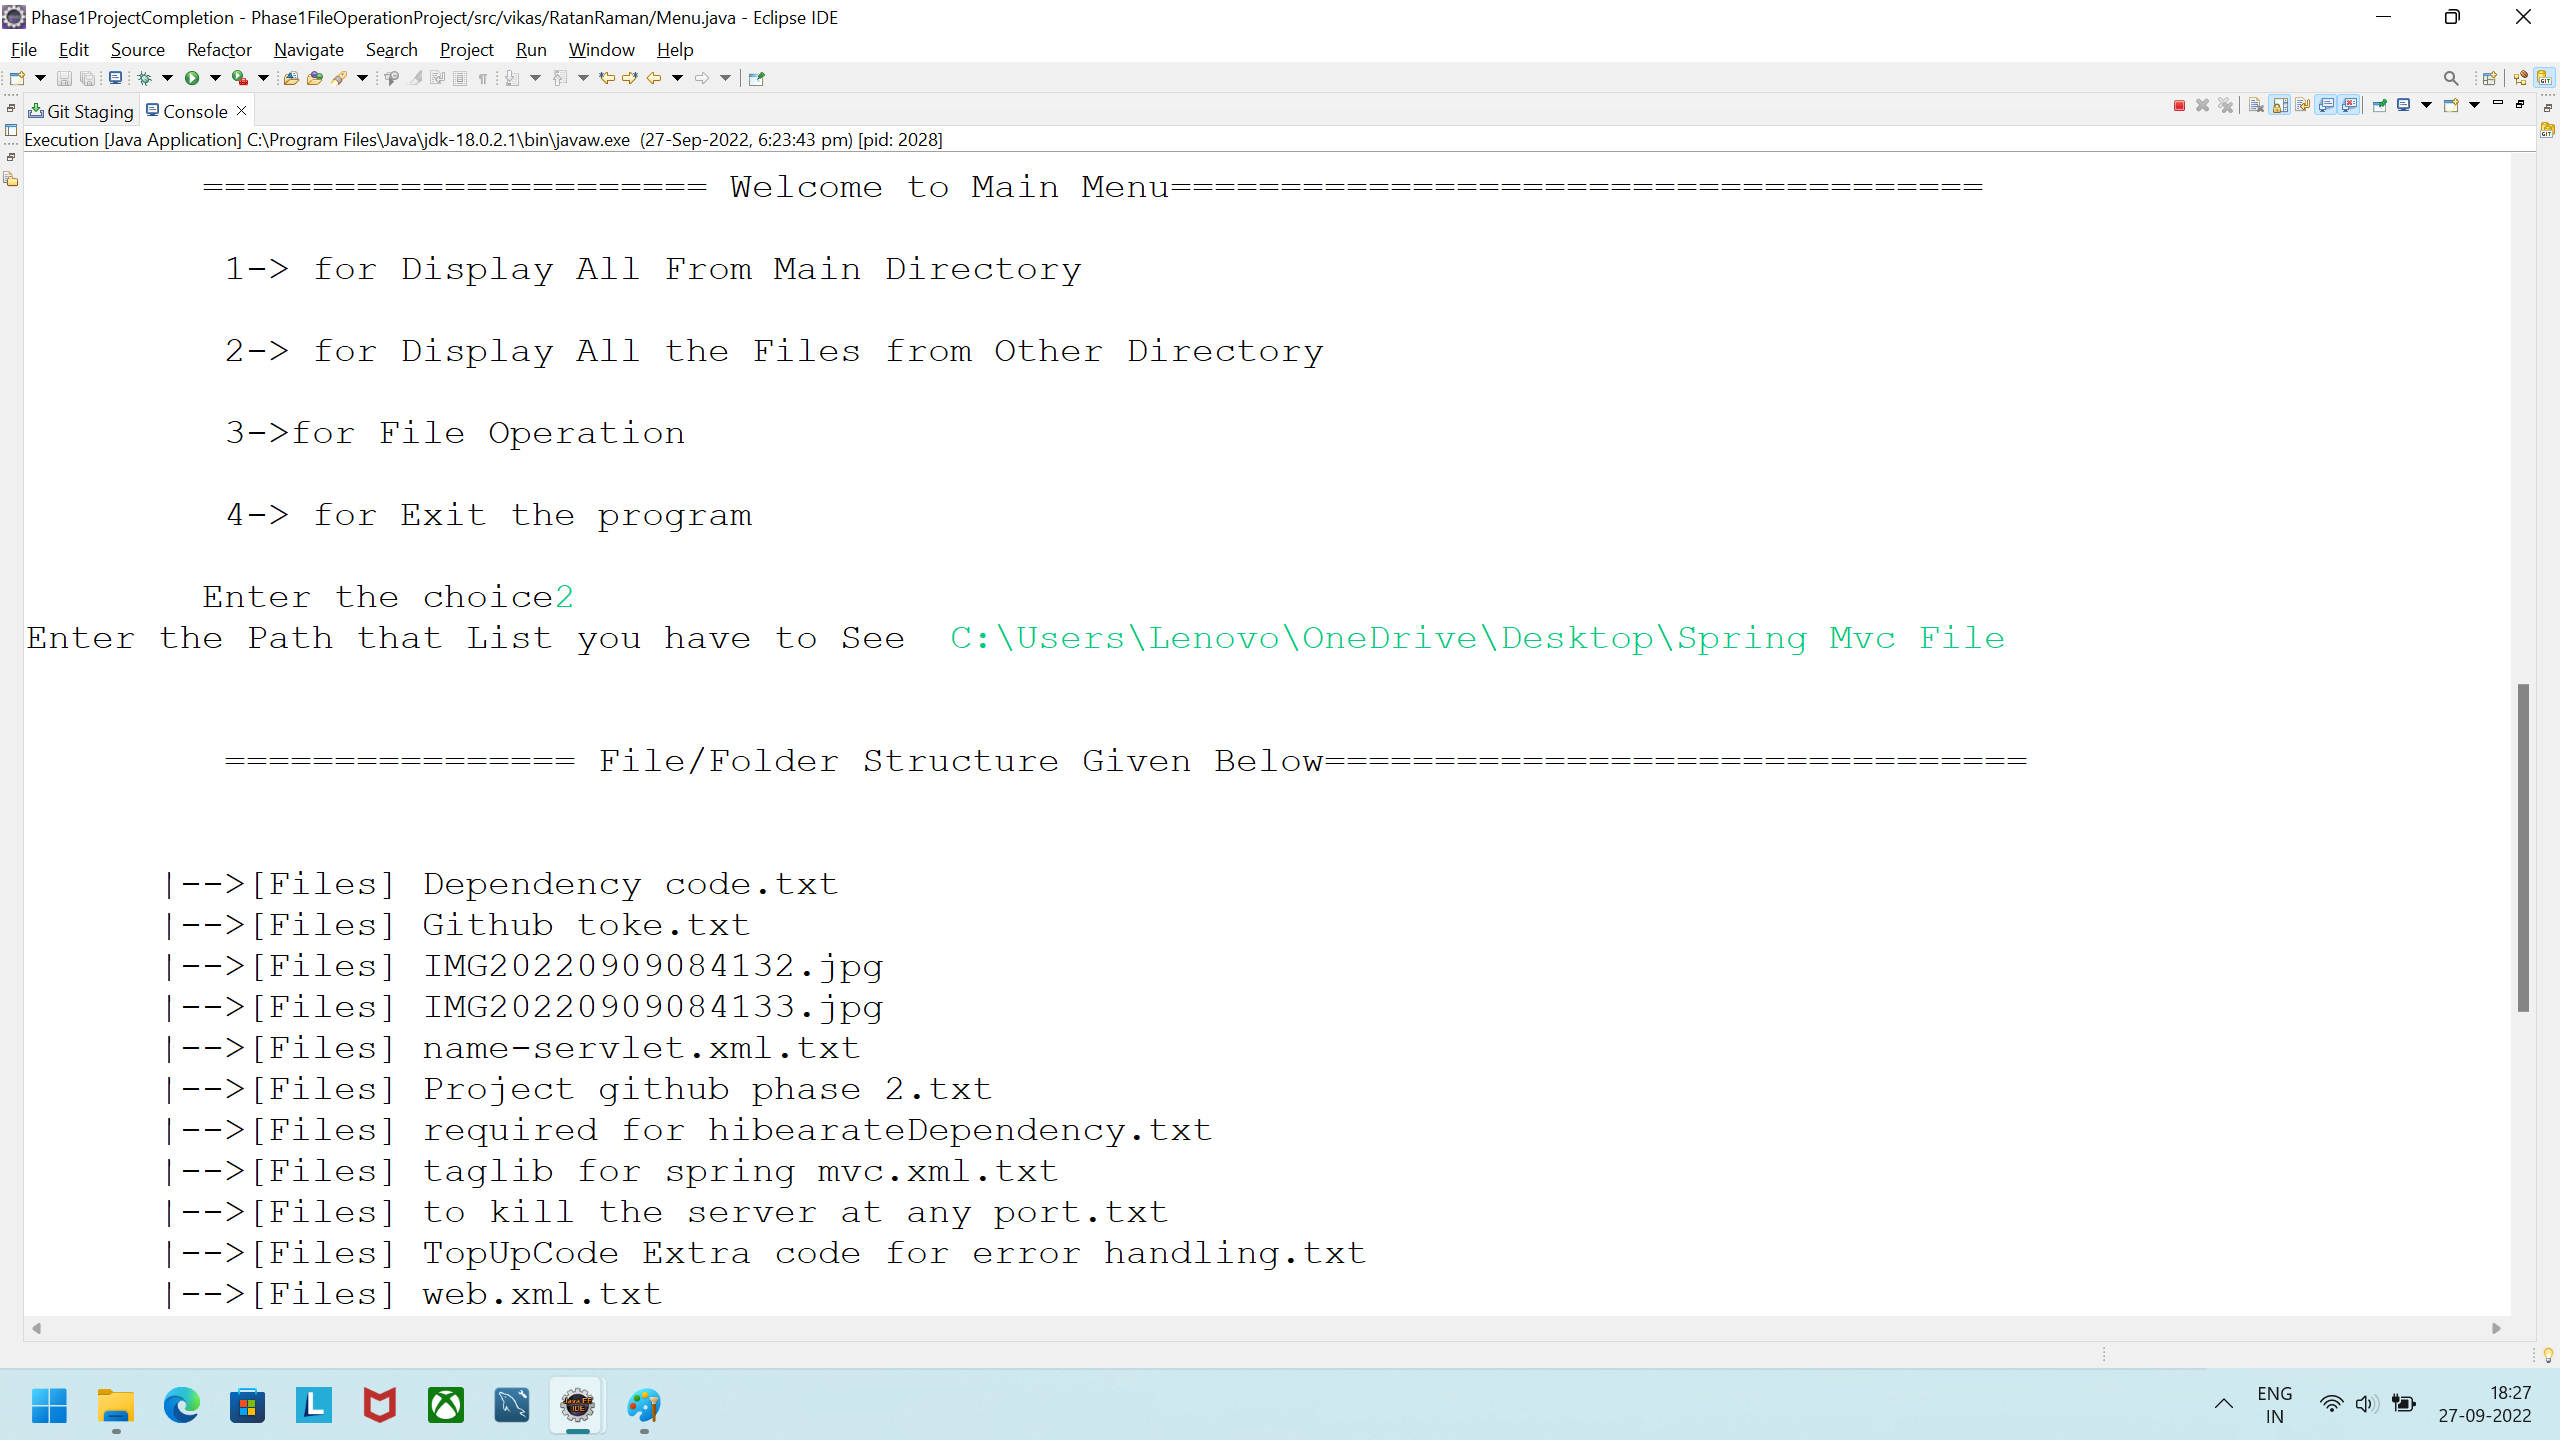 Phase1ProjectCompletion - Phase1FileOperationProject/src/vikas/RatanRaman/Menu.java - Eclipse IDE
File Edit Source Refactor Navigate Search Project Run Window Help
Git Staging Console
Execution [Java Application] C:\Program Files\Java\jdk-18.0.2.1\bin\javaw.exe (27-Sep-2022, 6:23:43 pm) [pid: 2028]
======================= Welcome to Main Menu=====================================
1-> for Display All From Main Directory
2-> for Display All the Files from Other Directory
3->for File Operation
4-> for Exit the program
Enter the choice2
Enter the Path that List you have to See C:\Users\Lenovo\OneDrive\Desktop\Spring Mvc File
================ File/Folder Structure Given Below================================
|-->[Files] Dependency code.txt
|-->[Files] Github toke.txt
|-->[Files] IMG20220909084132.jpg
|-->[Files] IMG20220909084133.jpg
|-->[Files] name-servlet.xml.txt
|-->[Files] Project github phase 2.txt
|-->[Files] required for hibearateDependency.txt
|-->[Files] taglib for spring mvc.xml.txt
|-->[Files] to kill the server at any port.txt
|-->[Files] TopUpCode Extra code for error handling.txt
|-->[Files] web.xml.txt
ENG
IN
18:27
27-09-2022